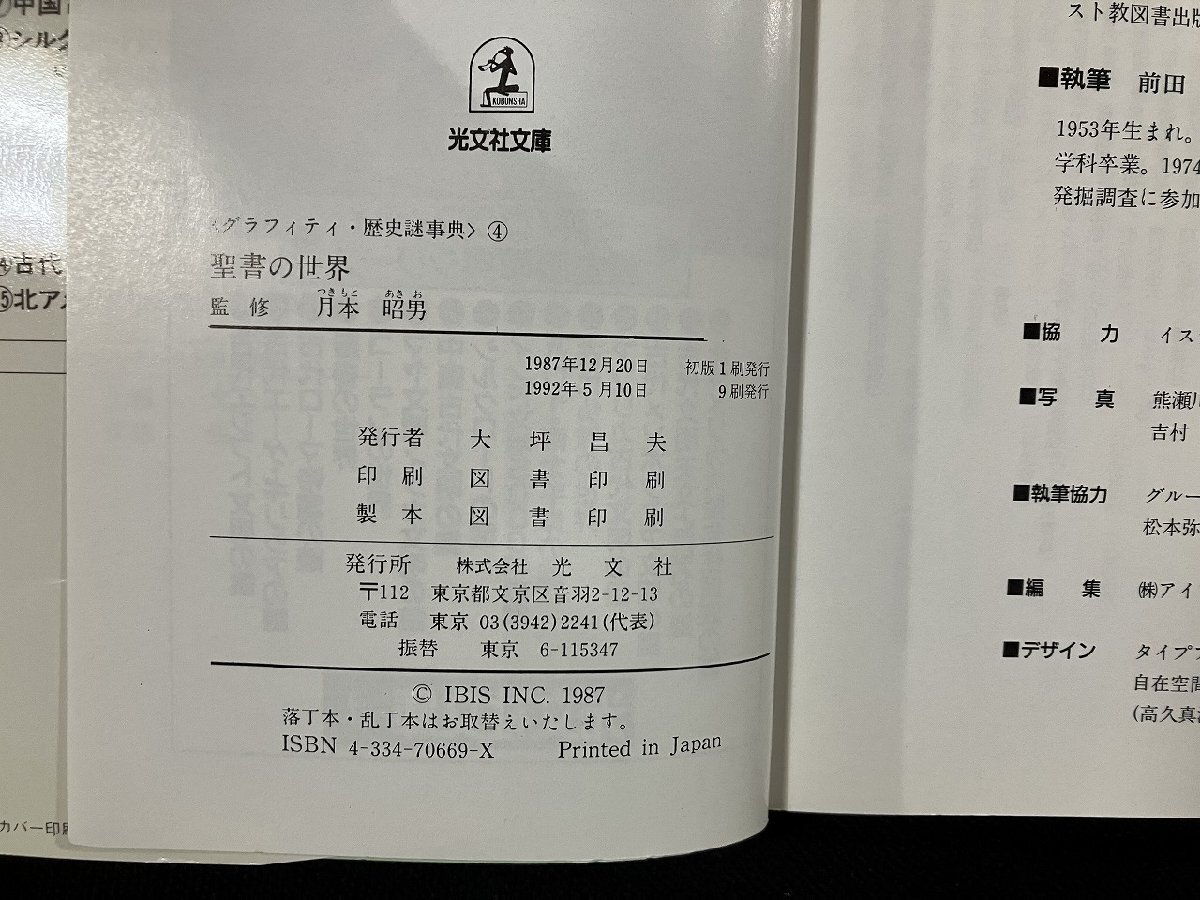 中国
シルク
古代
⑮北アメ
カバー印刷
KOBUNSHA
光文社文庫
〈グラフィティ・歴史謎事典〉④
聖書の世界
つきもと あきお
監修 月本 昭男
1987年12月20日 初版1刷発行
1992年5月10日 9刷発行
発行者 大坪昌夫
印刷 図書印刷
製本 図書印刷
発行所 株式会社 光文社
〒112 東京都文京区音羽2-12-13
電話 東京 03(3942)2241(代表)
振替 東京 6-115347
© IBIS INC. 1987
落丁本・乱丁本はお取替えいたします。
ISBN 4-334-70669-X Printed in Japan
スト教図書出版
■執筆 前田
1953年生まれ。
学科卒業。1974
発掘調査に参加
■協力 イス
■写真 熊瀬川
吉村
■執筆協力 グルー
松本弥
■編集 ㈱アイ
■デザイン タイプフ
自在空間
(高久真